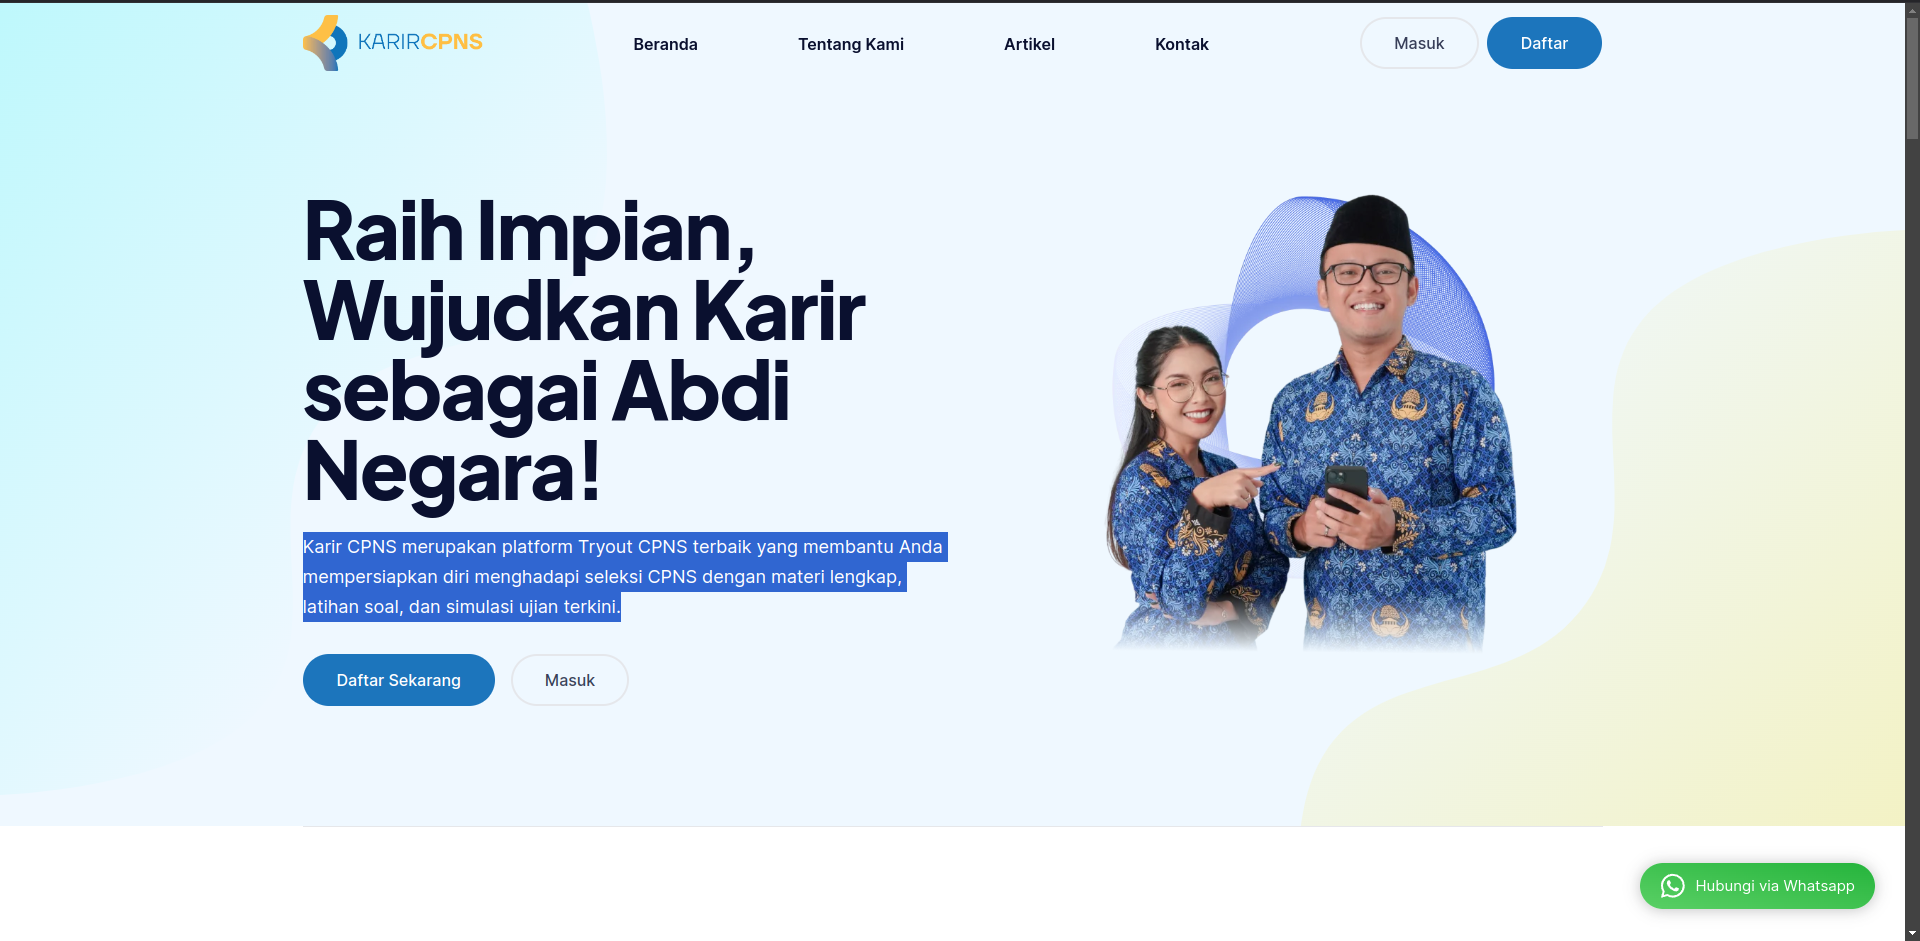 KARIRCPNS
Beranda
Tentang Kami
Artikel
Kontak
Masuk
Daftar
Raih Impian,
Wujudkan Karir
sebagai Abdi
Negara!
Karir CPNS merupakan platform Tryout CPNS terbaik yang membantu Anda
mempersiapkan diri menghadapi seleksi CPNS dengan materi lengkap,
latihan soal, dan simulasi ujian terkini.
Daftar Sekarang
Masuk
Hubungi via Whatsapp